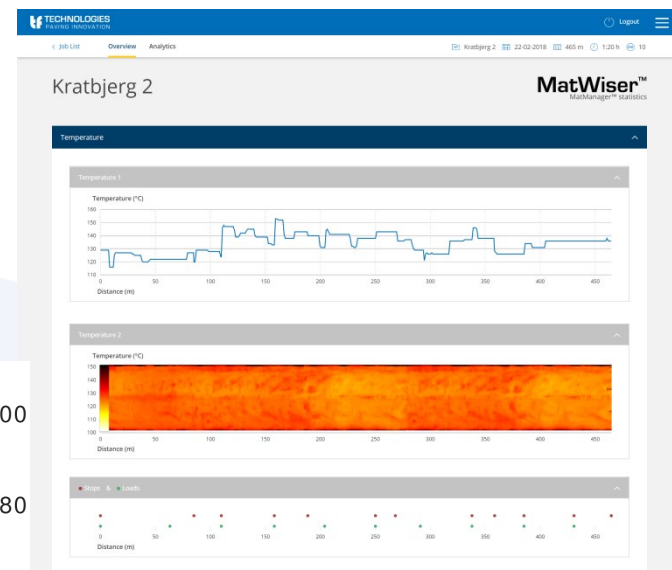 TF TECHNOLOGIES
PAVING INNOVATION
Logout
< Job List Overview Analytics Kratbjerg 2 22-02-2018 465 m 1:20 h 10
Kratbjerg 2
MatWiser™
MatManager™ statistics
Temperature
Temperature 1
Temperature (°C)
160
150
140
130
120
110
0 50 100 150 200 250 300 350 400 450
Distance (m)
Temperature 2
Temperature (°C)
150
140
130
120
110
100
0 50 100 150 200 250 300 350 400 450
Distance (m)
00
80
Stops & Loads
0 50 100 150 200 250 300 350 400 450
Distance (m)